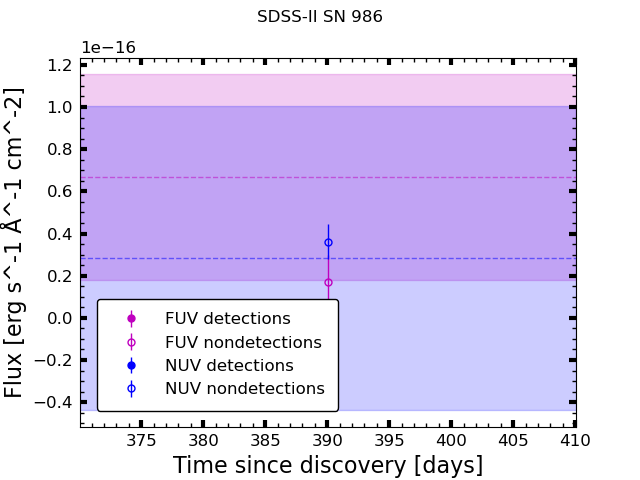 SDSS-II SN 986
1e−16
1.2
1.0
0.8
0.6
0.4
0.2
0.0
−0.2
−0.4
Flux [erg s^-1 Å^-1 cm^-2]
FUV detections
FUV nondetections
NUV detections
NUV nondetections
375 380 385 390 395 400 405 410
Time since discovery [days]